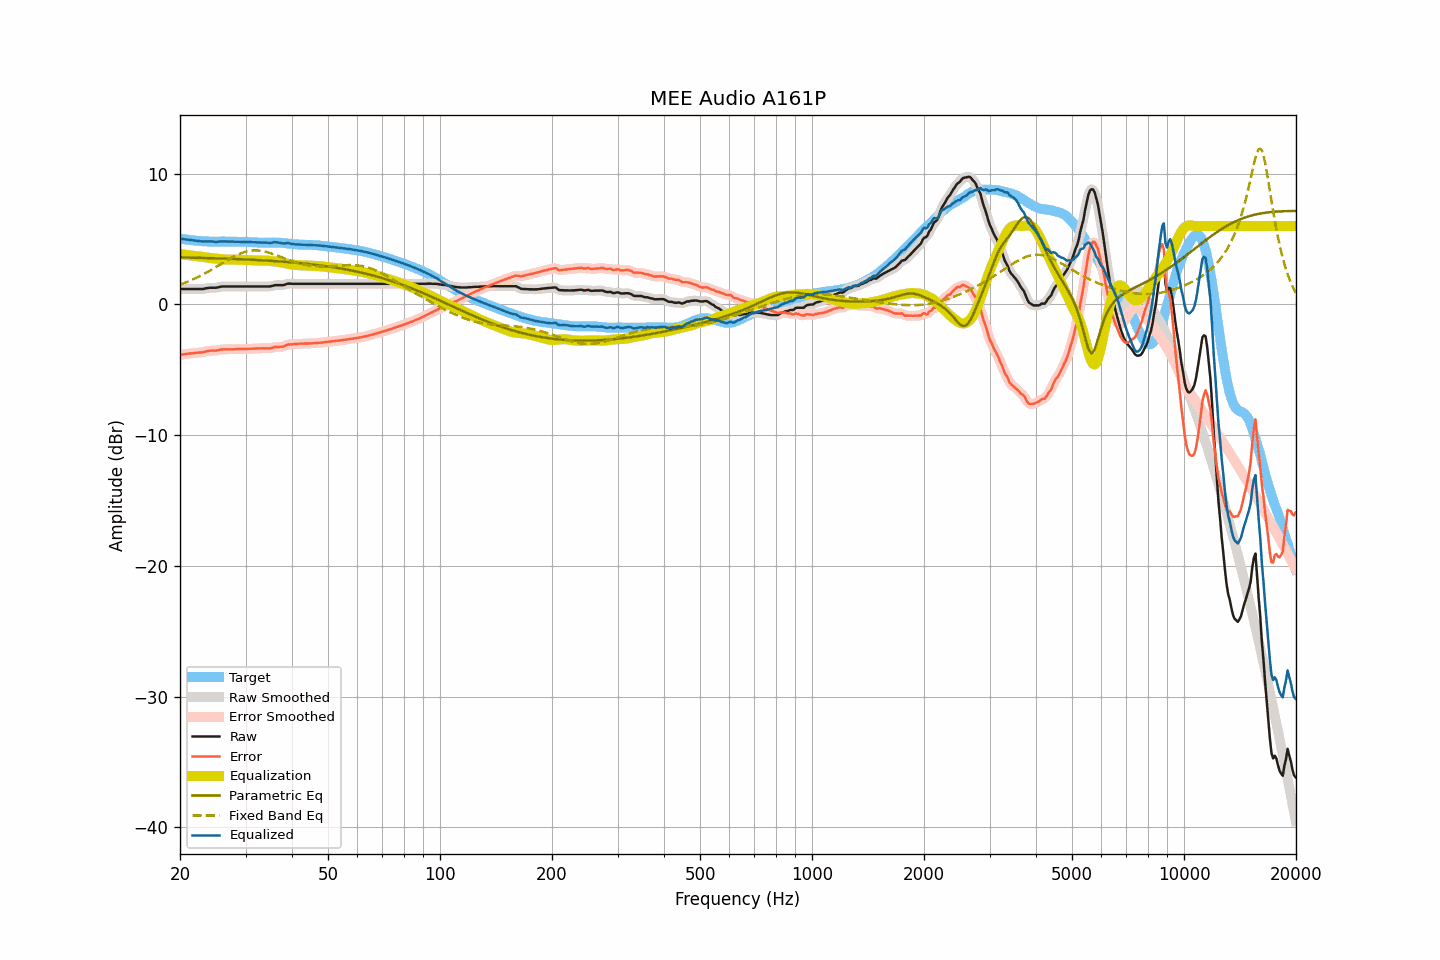 MEE Audio A161P
Amplitude (dBr)
10
0
−10
−20
−30
−40
Target
Raw Smoothed
Error Smoothed
Raw
Error
Equalization
Parametric Eq
Fixed Band Eq
Equalized
20 50 100 200 500 1000 2000 5000 10000 20000
Frequency (Hz)